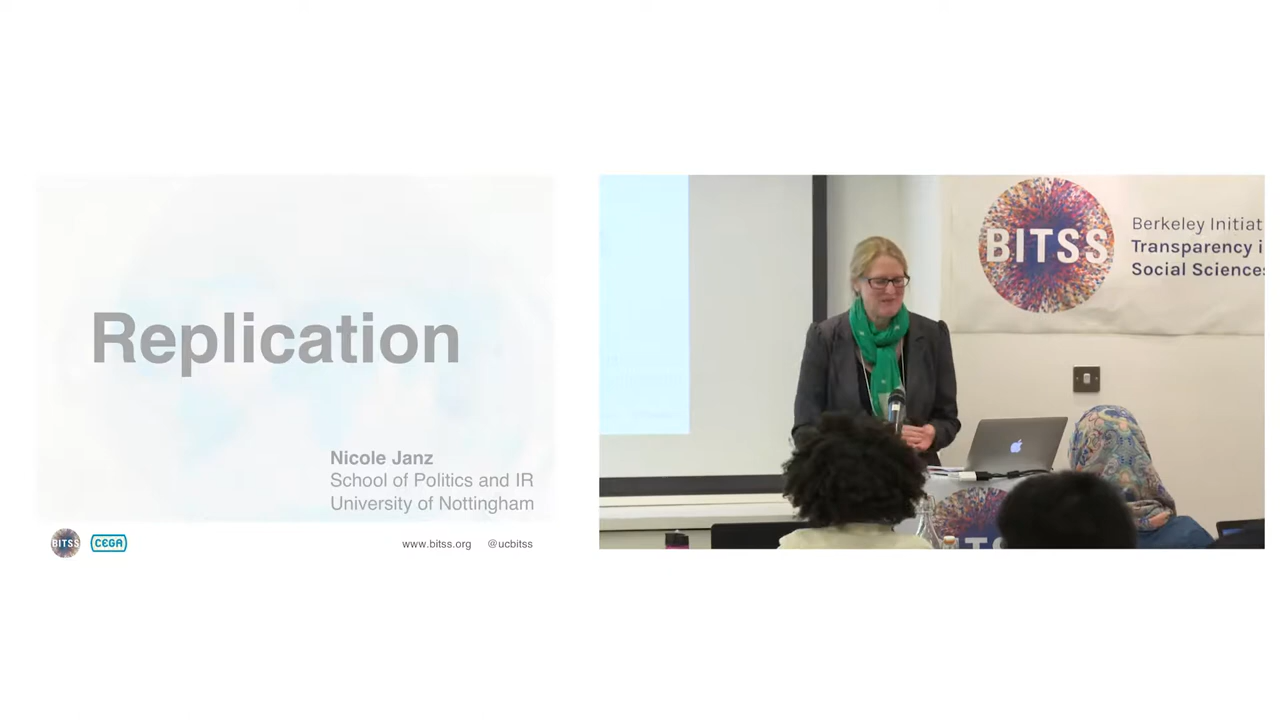 Replication
Nicole Janz
School of Politics and IR
University of Nottingham
BITSS
CEGA
www.bitss.org @ucbitss
BITSS
Berkeley Initiat
Transparency i
Social Sciences
BITSS